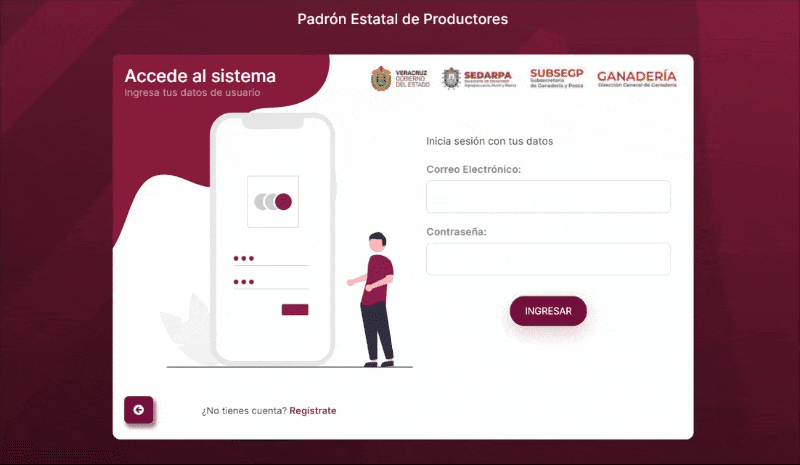 Padrón Estatal de Productores
Accede al sistema
Ingresa tus datos de usuario
VERACRUZ
GOBIERNO
DEL ESTADO
SEDARPA
Secretaría de Desarrollo
Agropecuario, Rural y Pesca
SUBSEGP
Subsecretaría
de Ganadería y Pesca
GANADERÍA
Dirección General de Ganadería
Inicia sesión con tus datos
Correo Electrónico:
Contraseña:
INGRESAR
¿No tienes cuenta? Regístrate